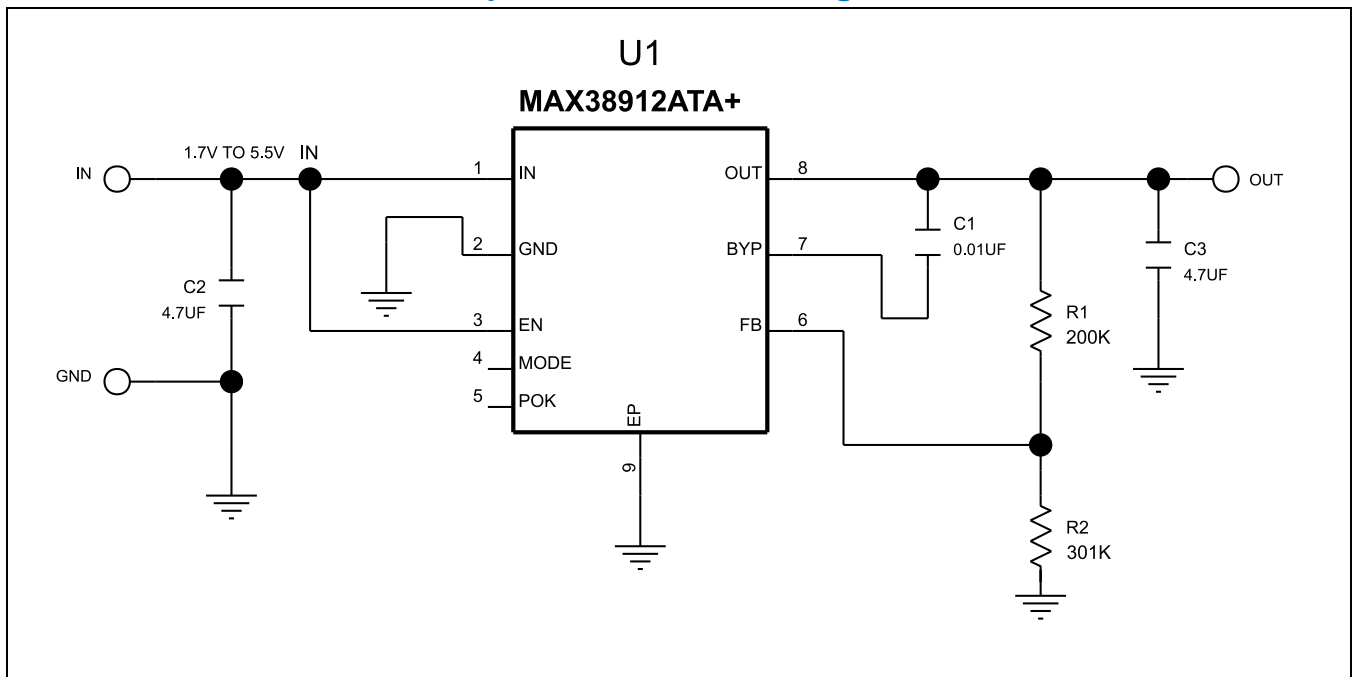 U1
MAX38912ATA+
IN
1.7V TO 5.5V
IN
1
IN
OUT
8
OUT
C1
0.01UF
2
GND
BYP
7
C3
4.7UF
C2
4.7UF
3
EN
FB
6
R1
200K
4
MODE
GND
5
POK
EP
9
R2
301K